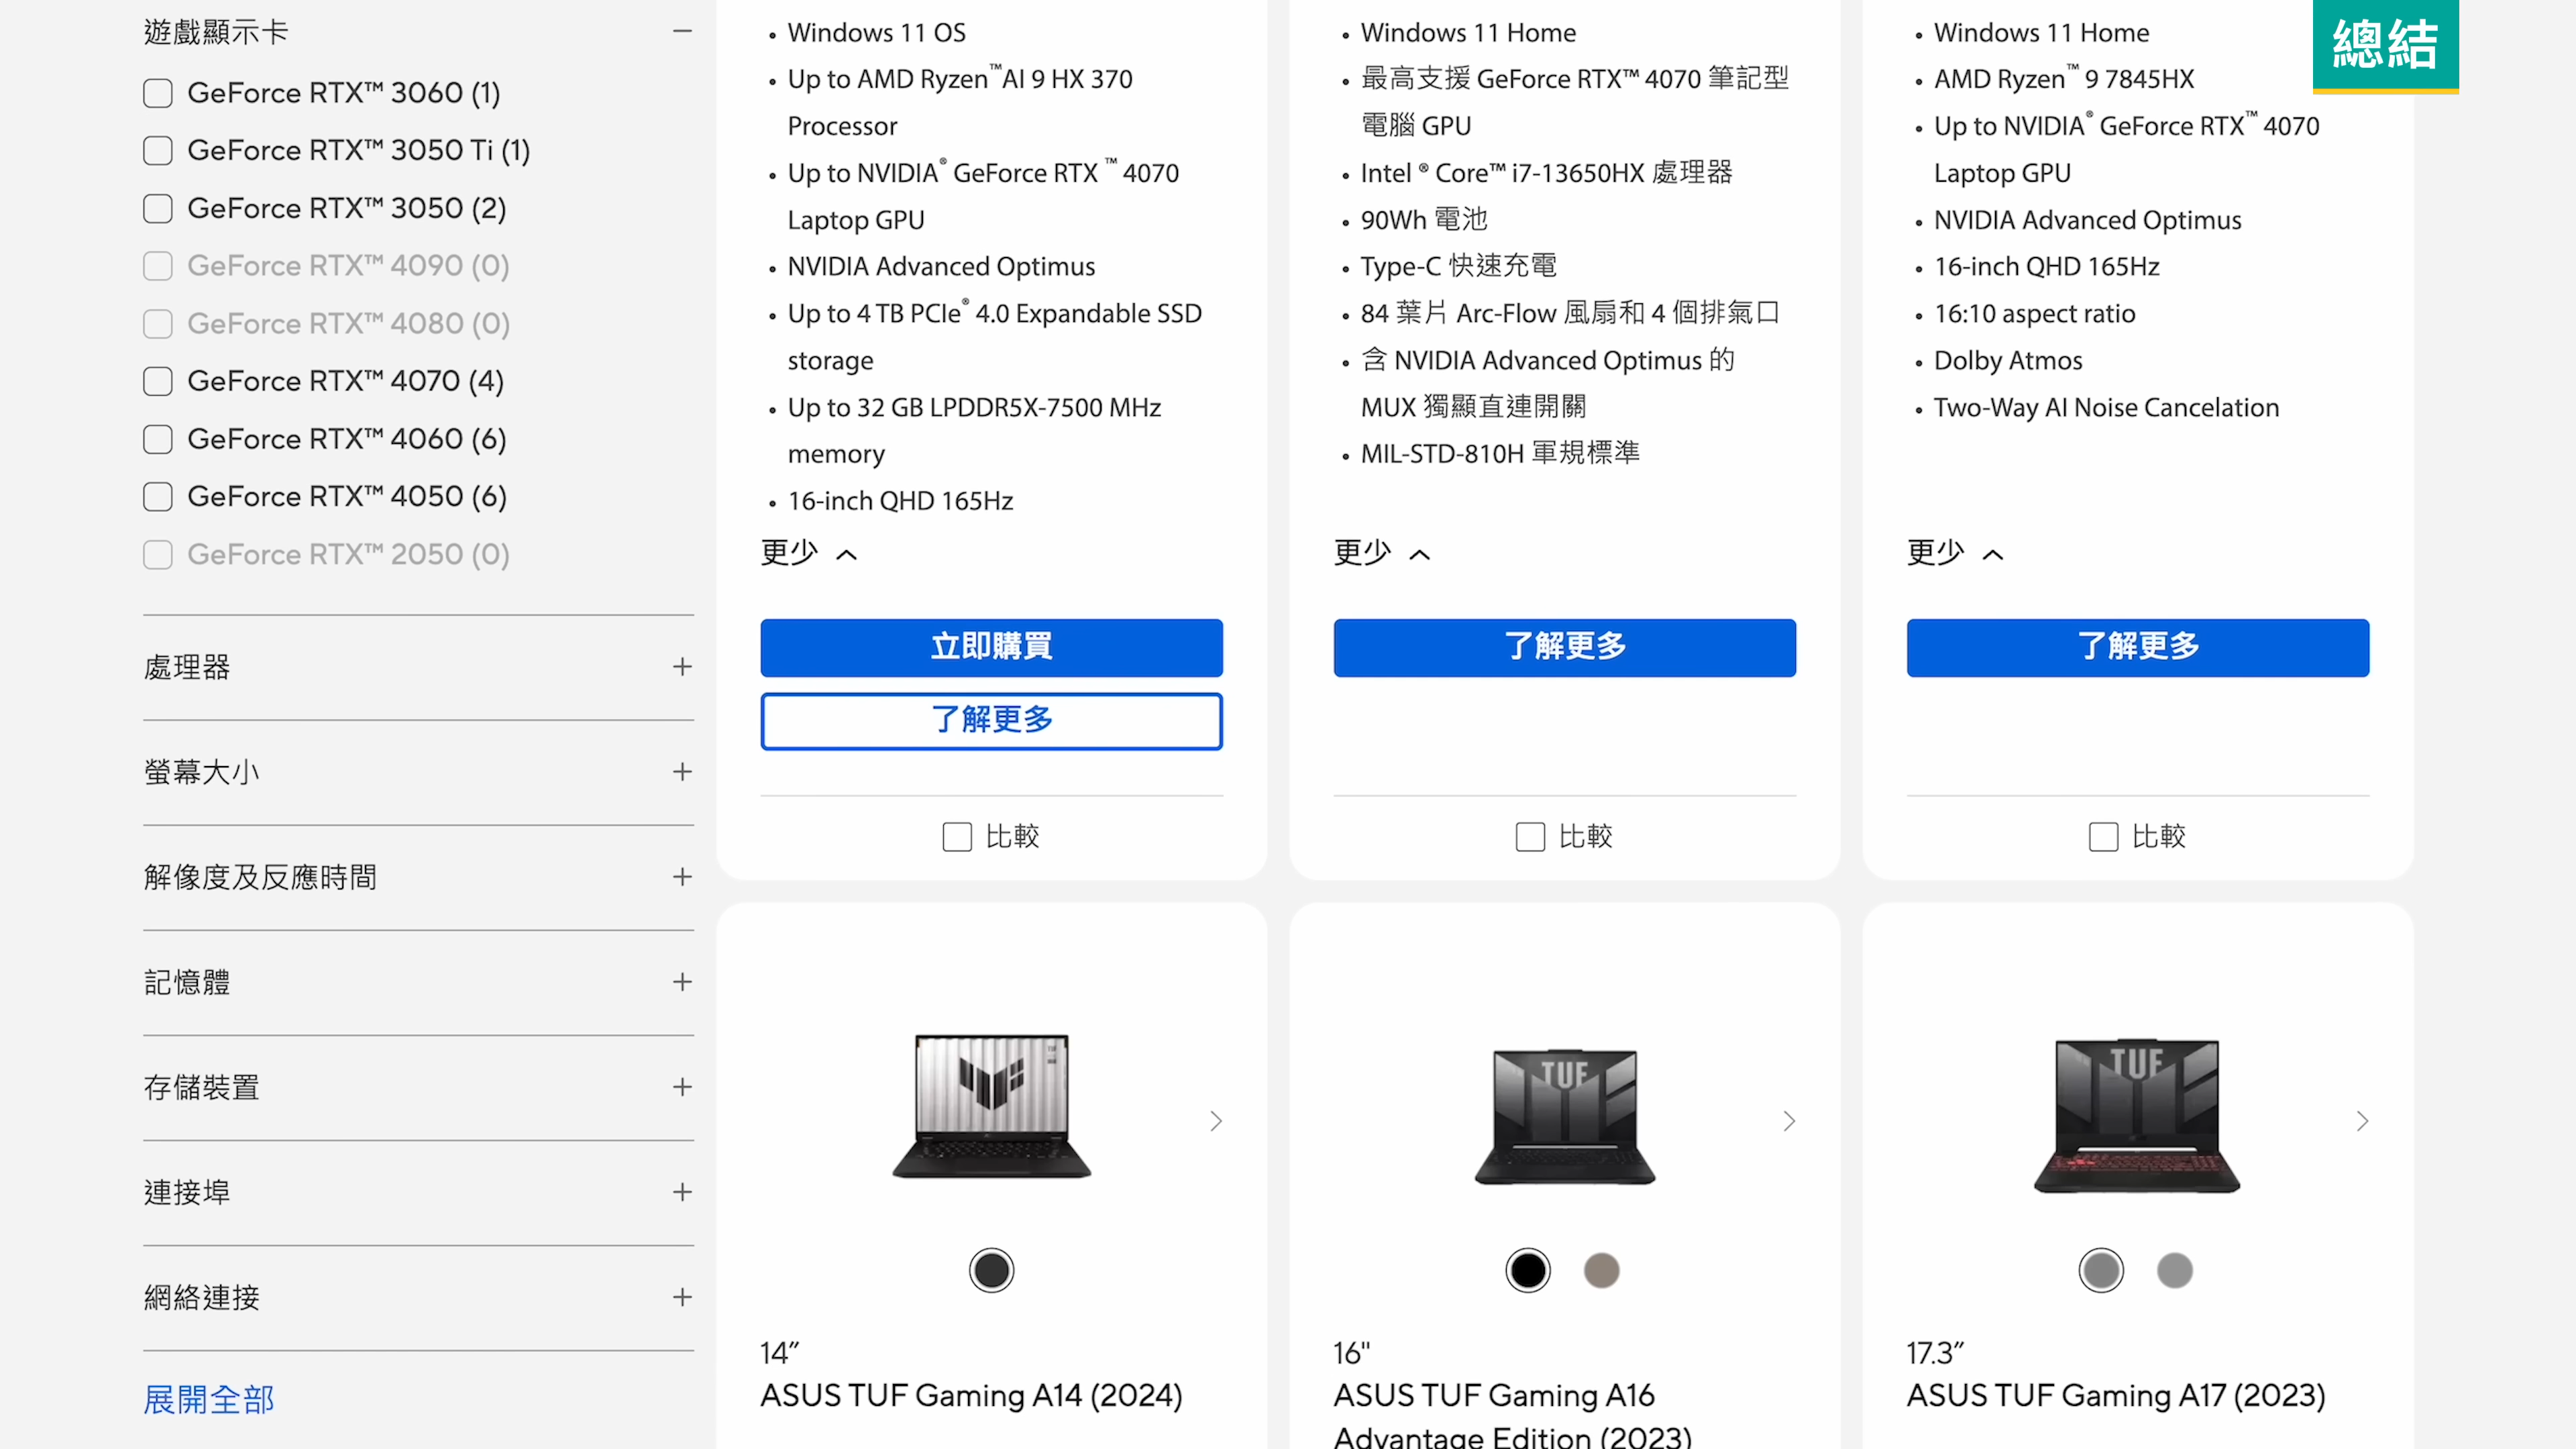 遊戲顯示卡
GeForce RTX™ 3060 (1)
GeForce RTX™ 3050 Ti (1)
GeForce RTX™ 3050 (2)
GeForce RTX™ 4090 (0)
GeForce RTX™ 4080 (0)
GeForce RTX™ 4070 (4)
GeForce RTX™ 4060 (6)
GeForce RTX™ 4050 (6)
GeForce RTX™ 2050 (0)
處理器
螢幕大小
解像度及反應時間
記憶體
存儲裝置
連接埠
網絡連接
展開全部
Windows 11 OS
Up to AMD Ryzen™ AI 9 HX 370
Processor
Up to NVIDIA® GeForce RTX ™ 4070
Laptop GPU
NVIDIA Advanced Optimus
Up to 4 TB PCIe® 4.0 Expandable SSD
storage
Up to 32 GB LPDDR5X-7500 MHz
memory
16-inch QHD 165Hz
更少
立即購買
了解更多
比較
Windows 11 Home
最高支援 GeForce RTX™ 4070 筆記型
電腦 GPU
Intel ® Core™ i7-13650HX 處理器
90Wh 電池
Type-C 快速充電
84 葉片 Arc-Flow 風扇和 4 個排氣口
含 NVIDIA Advanced Optimus 的
MUX 獨顯直連開關
MIL-STD-810H 軍規標準
更少
了解更多
比較
Windows 11 Home
AMD Ryzen™ 9 7845HX
Up to NVIDIA® GeForce RTX™ 4070
Laptop GPU
NVIDIA Advanced Optimus
16-inch QHD 165Hz
16:10 aspect ratio
Dolby Atmos
Two-Way AI Noise Cancelation
更少
了解更多
比較
總結
14″
ASUS TUF Gaming A14 (2024)
TUF
16"
ASUS TUF Gaming A16
Advantage Edition (2023)
TUF
17.3″
ASUS TUF Gaming A17 (2023)